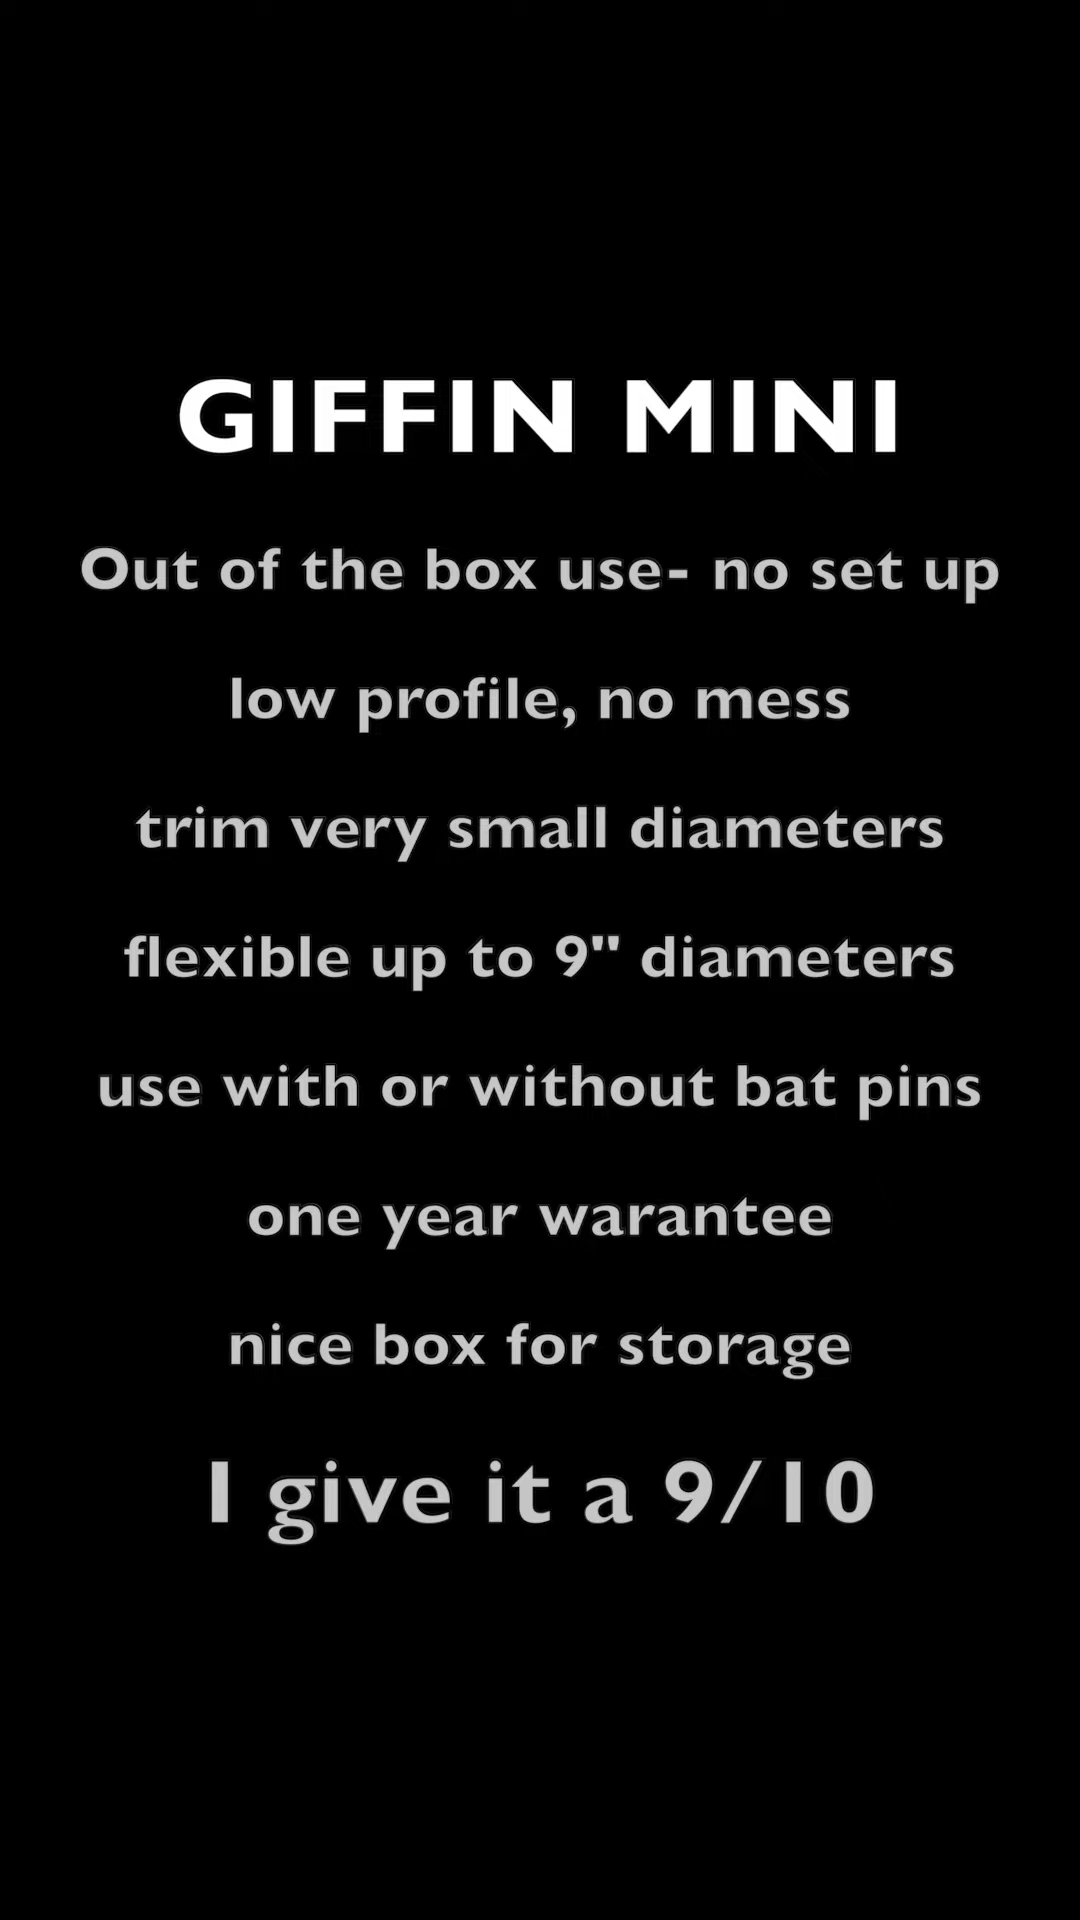 GIFFIN MINI
Out of the box use- no set up
low profile, no mess
trim very small diameters
flexible up to 9" diameters
use with or without bat pins
one year warantee
nice box for storage
I give it a 9/10